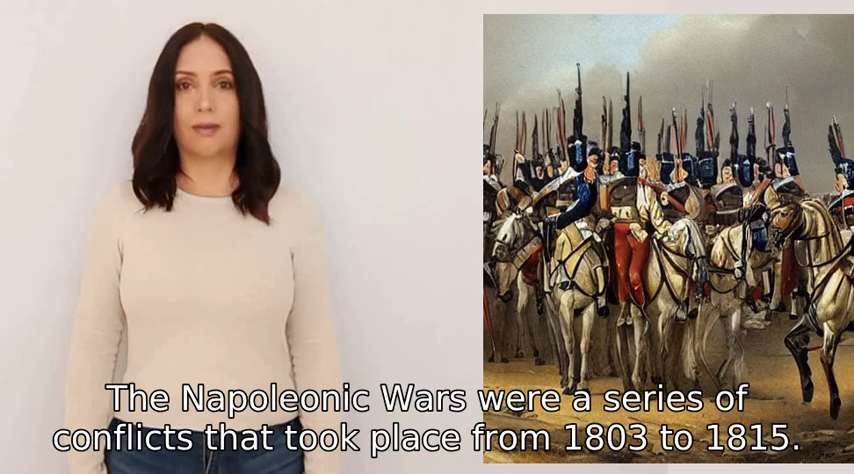 The Napoleonic Wars were a series of
conflicts that took place from 1803 to 1815.